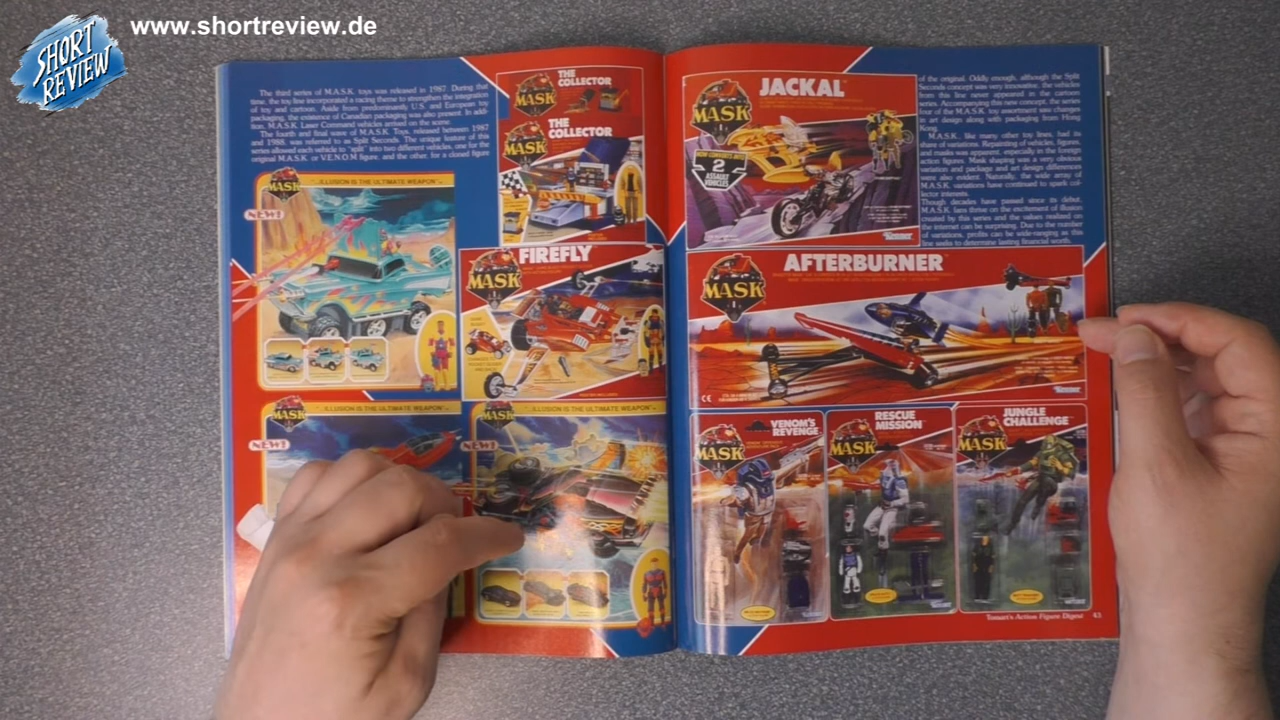 SHORT
REVIEW
www.shortreview.de
The third series of M.A.S.K. toys was released in 1987. During that
time, the toy line incorporated a racing theme to strengthen the integration
of toy and cartoon. Aside from predominantly U.S. and European toy
packaging, the existence of Canadian packaging was also present. In addi-
tion, M.A.S.K. Laser Command vehicles arrived on the scene.
The fourth and final wave of M.A.S.K. Toys, released between 1987
and 1988, was referred to as Split Seconds. The unique feature of this
series allowed each vehicle to "split" into two different vehicles, one for the
original M.A.S.K. or V.E.N.O.M figure, and the other, for a cloned figure
THE
COLLECTOR
MASK
THE
COLLECTOR
MASK
MASK
"...ILLUSION IS THE ULTIMATE WEAPON"
NEW!
FIREFLY
MASK
MASK
"...ILLUSION IS THE ULTIMATE WEAPON"
NEW!
MASK
"...ILLUSION IS THE ULTIMATE WEAPON"
NEW!
JACKAL
MASK
NOW CONVERTS INTO
2
ASSAULT
VEHICLES
Kenner
of the original. Oddly enough, although the Split
Seconds concept was very innovative, the vehicles
from this line never appeared in the cartoon
series. Accompanying this new concept, the series
four of the M.A.S.K. toy assortment saw changes
in art design along with packaging from Hong
Kong.
M.A.S.K., like many other toy lines, had its
share of variations. Repainting of vehicles, figures,
and masks was apparent, especially in the foreign
action figures. Mask shaping was a very obvious
variation and package and art design differences
were also evident. Naturally, the wide array of
M.A.S.K. variations have continued to spark col-
lector interests.
Though decades have passed since its debut,
M.A.S.K. fans thrive on the excitement of illusion
created by this series and the values realized on
the internet can be surprising. Due to the number
of variations, profits can be wide-ranging as this
line seeks to determine lasting financial worth.
AFTERBURNER
MASK
CE
Kenner
VENOM'S
REVENGE
MASK
Kenner
RESCUE
MISSION
MASK
Kenner
JUNGLE
CHALLENGE
MASK
Kenner
Tomart's Action Figure Digest 43